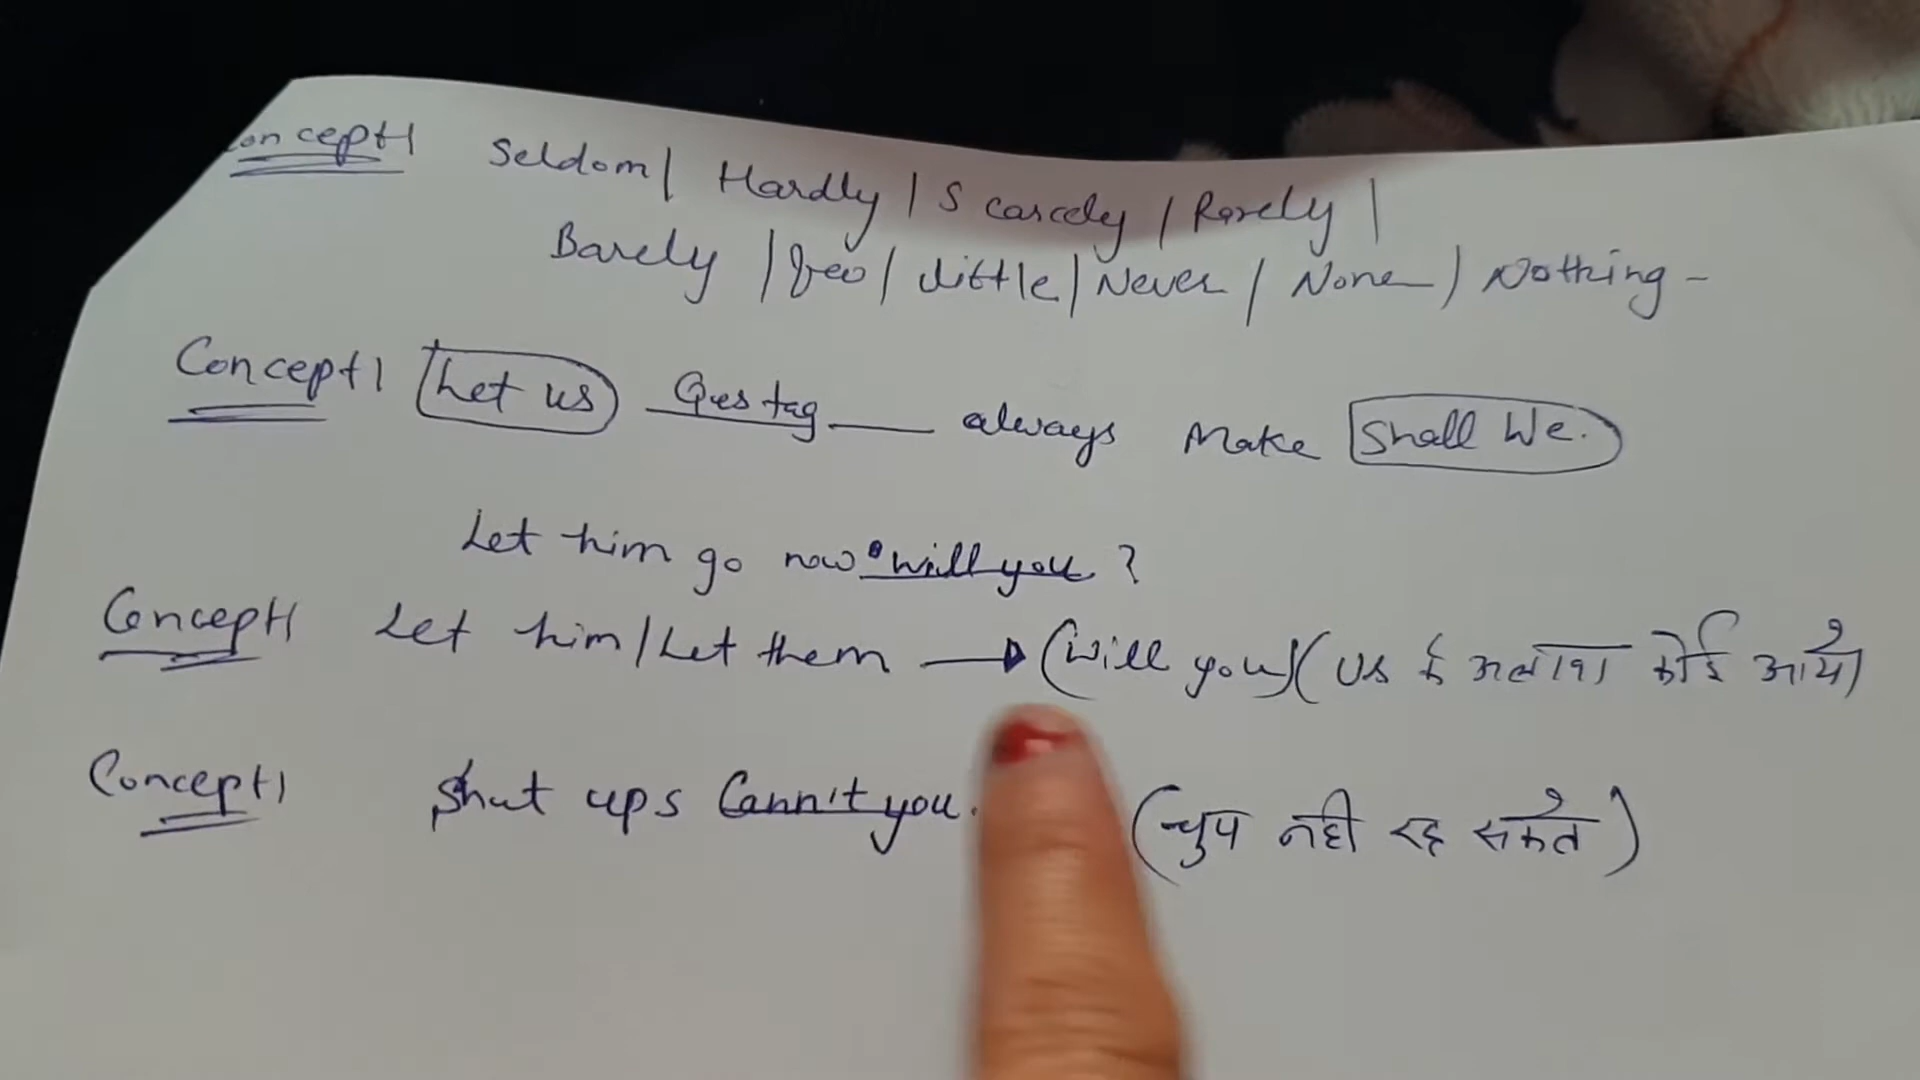 Concept1 Seldom | Hardly | Scarcely | Rarely |
Barely | few | Little | Never | None | Nothing -
Concept1 Let us Ques tag always Make Shall We.
Let him go now will you ?
Concept1 Let him | Let them → (will you) (us के अलावा कोई आये)
Concept1 Shut ups Cann't you. (चुप नही रह सकते)